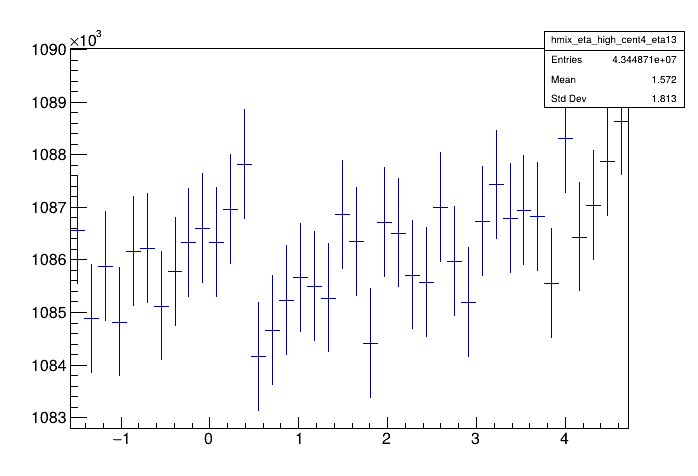 ×10³
hmix_eta_high_cent4_eta13
Entries 4.344871e+07
Mean 1.572
Std Dev 1.813
1090
1089
1088
1087
1086
1085
1084
1083
−1 0 1 2 3 4